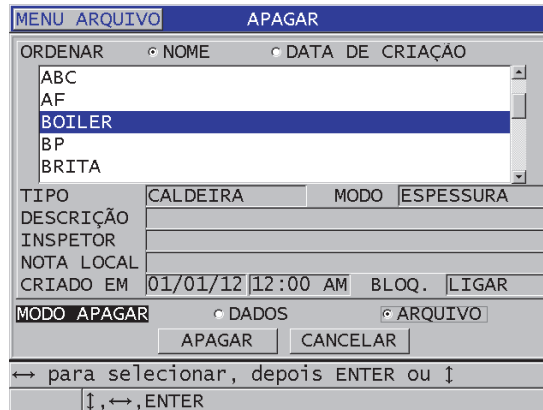 MENU ARQUIVO APAGAR
ORDENAR NOME DATA DE CRIAÇÃO
ABC
AF
BOILER
BP
BRITA
TIPO CALDEIRA MODO ESPESSURA
DESCRIÇÃO
INSPETOR
NOTA LOCAL
CRIADO EM 01/01/12 12:00 AM BLOQ. LIGAR
MODO APAGAR DADOS ARQUIVO
APAGAR CANCELAR
↔ para selecionar, depois ENTER ou ↕
↕,↔,ENTER